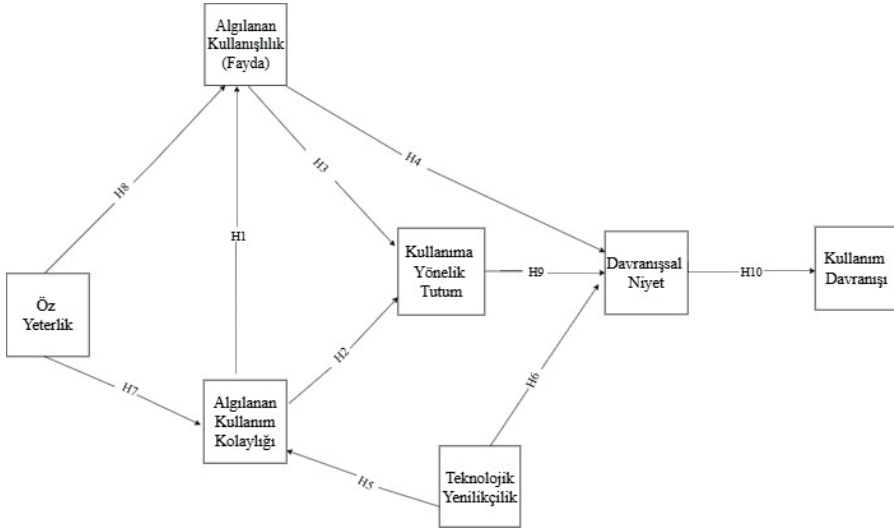 Algılanan
Kullanışlılık
(Fayda)
H8
H3
H4
H1
Kullanıma
Yönelik
Tutum
H9
Davranışsal
Niyet
H10
Kullanım
Davranışı
Öz
Yeterlik
H7
H2
H6
Algılanan
Kullanım
Kolaylığı
H5
Teknolojik
Yenilikçilik